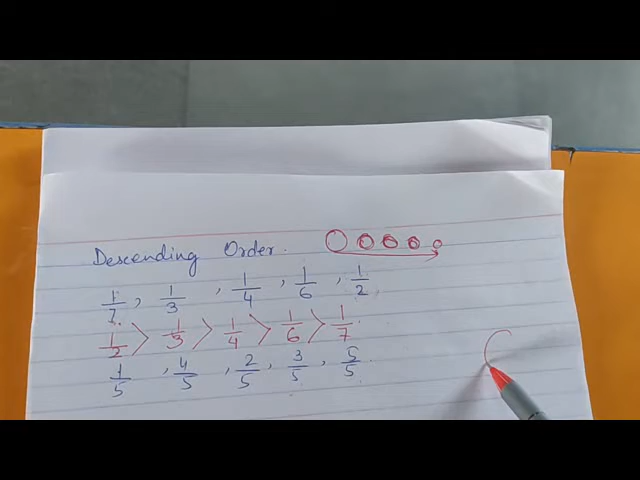 Descending Order.
1/7, 1/3, 1/4, 1/6, 1/2
1/2 > 1/3 > 1/4 > 1/6 > 1/7
1/5, 4/5, 2/5, 3/5, 5/5